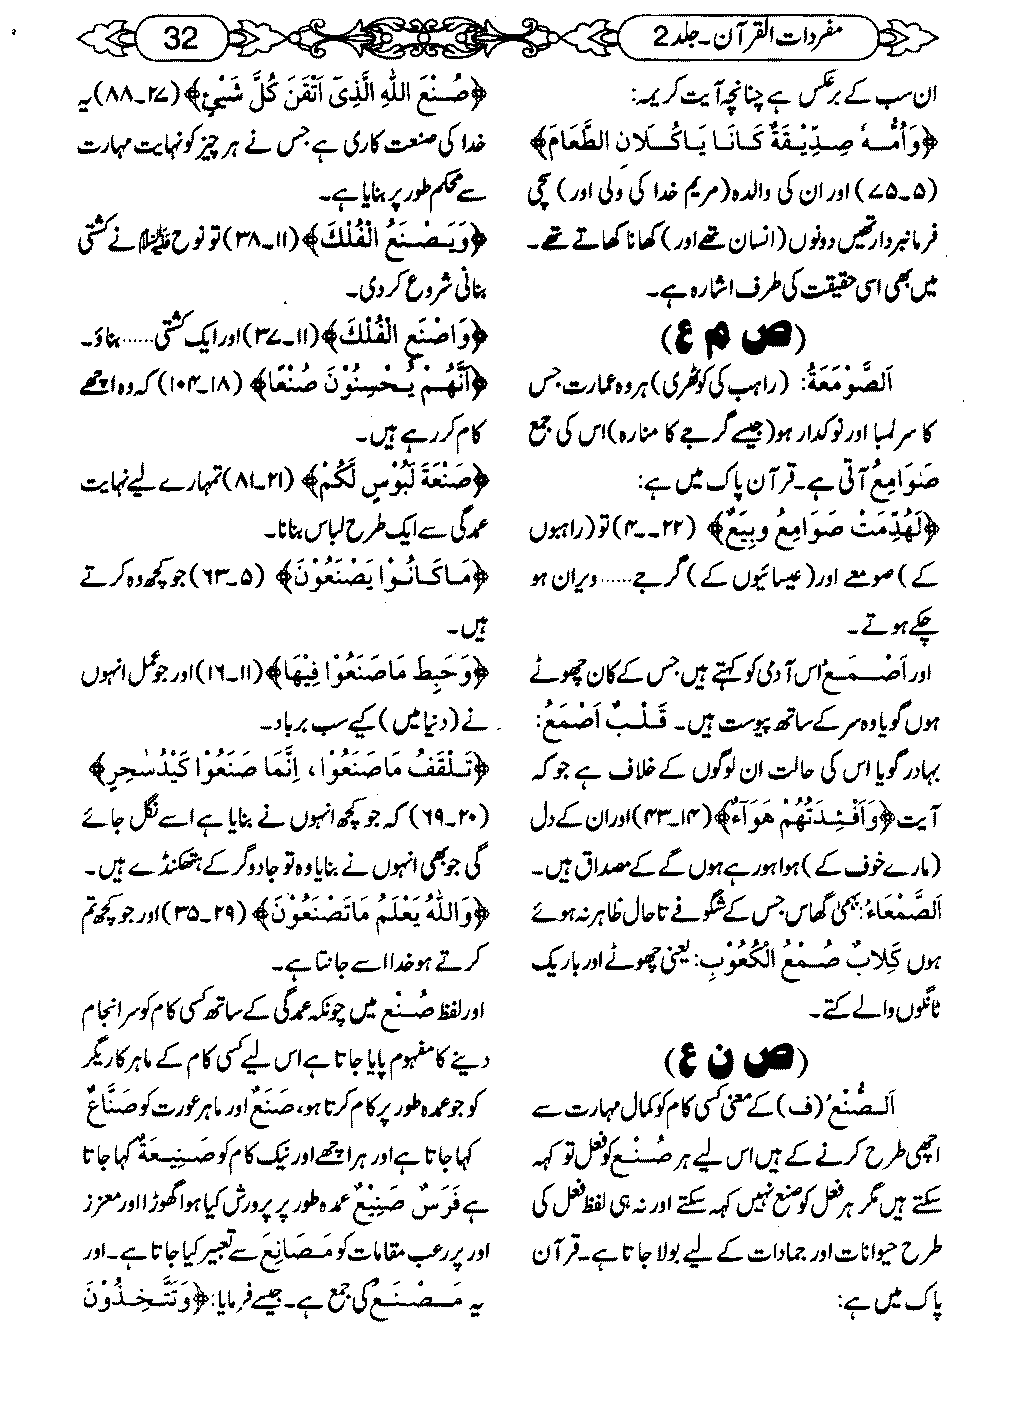 مفردات القرآن۔جلد 2
32
ان سب کے برعکس ہے چنانچہ آیت کریمہ:
﴿وَاُمُّهٗ صِدِّیْقَةٌ كَانَا یَاكُلَانِ الطَّعَامَ﴾
(۵۔۷۵) اور ان کی والدہ (مریم خدا کی ولی اور) سچی
فرمانبردار تھیں دونوں (انسان تھے اور) کھانا کھاتے تھے۔
میں بھی اسی حقیقت کی طرف اشارہ ہے۔
(ص م ع)
اَلصَّوْمَعَةُ: (راہب کی کوٹھری) ہر وہ عمارت جس
کا سر لمبا اور نوکدار ہو (جیسے گرجے کا منارہ) اس کی جمع
صَوَامِعُ آتی ہے۔ قرآن پاک میں ہے:
﴿لَهُدِّمَتْ صَوَامِعُ وبِیَعٌ﴾ (۲۲۔۴۰) تو (راہبوں
کے) صومعے اور (عیسائیوں کے) گرجے ...... ویران ہو
چکے ہوتے۔
اور اَصْمَعُ اس آدمی کو کہتے ہیں جس کے کان چھوٹے
ہوں گویا وہ سر کے ساتھ پیوست ہیں۔ قَلْبٌ اَصْمَعُ:
بہادر گویا اس کی حالت ان لوگوں کے خلاف ہے جو کہ
آیت ﴿وَاَفْئِدَتُهُمْ هَوَآءٌ﴾ (۱۴۔۴۳) اور ان کے دل
(مارے خوف کے) ہوا ہو رہے ہوں گے کے مصداق ہیں۔
اَلصَّمْعَاءُ: بھمیٰ گھاس جس کے شگوفے تاحال ظاہر نہ ہوئے
ہوں كِلَابٌ صُمْعُ الْكُعُوْبِ: یعنی چھوٹے اور باریک
ٹانگوں والے کتے۔
(ص ن ع)
اَلصُّنْعُ (ف) کے معنی کسی کام کو کمال مہارت سے
اچھی طرح کرنے کے ہیں اس لیے ہر صُنْع کو فعل تو کہہ
سکتے ہیں مگر ہر فعل کو صنع نہیں کہہ سکتے اور نہ ہی لفظ فعل کی
طرح حیوانات اور جمادات کے لیے بولا جاتا ہے۔ قرآن
پاک میں ہے:
﴿صُنْعَ اللّٰهِ الَّذِیٓ اَتْقَنَ كُلَّ شَیْیٍٔ﴾ (۲۷۔۸۸) یہ
خدا کی صنعت کاری ہے جس نے ہر چیز کو نہایت مہارت
سے محکم طور پر بنایا ہے۔
﴿وَیَصْنَعُ الْفُلْكَ﴾ (۱۱۔۳۸) تو نوح علیہ السلام نے کشتی
بنانی شروع کر دی۔
﴿وَاصْنَعِ الْفُلْكَ﴾ (۱۱۔۳۷) اور ایک کشتی ...... بناؤ۔
﴿اَنَّهُمْ یُحْسِنُوْنَ صُنْعًا﴾ (۱۸۔۱۰۴) کہ وہ اچھے
کام کر رہے ہیں۔
﴿صَنْعَةَ لَبُوْسٍ لَّكُمْ﴾ (۲۱۔۸۱) تمہارے لیے نہایت
عمدگی سے ایک طرح لباس بنانا۔
﴿مَا كَانُوْا یَصْنَعُوْنَ﴾ (۵۔۶۳) جو کچھ وہ کرتے
ہیں۔
﴿وَحَبِطَ مَا صَنَعُوْا فِیْهَا﴾ (۱۱۔۱۶) اور جو عمل انہوں
نے (دنیا میں) کیے سب برباد۔
﴿تَلْقَفْ مَا صَنَعُوْا، اِنَّمَا صَنَعُوْا كَیْدُ سٰحِرٍ﴾
(۲۰۔۶۹) کہ جو کچھ انہوں نے بنایا ہے اسے نگل جائے
گی جو بھی انہوں نے بنایا وہ تو جادوگر کے ہتھکنڈے ہیں۔
﴿وَاللّٰهُ یَعْلَمُ مَا تَصْنَعُوْنَ﴾ (۲۹۔۳۵) اور جو کچھ تم
کرتے ہو خدا اسے جانتا ہے۔
اور لفظ صُنْع میں چونکہ عمدگی کے ساتھ کسی کام کو سرانجام
دینے کا مفہوم پایا جاتا ہے اس لیے کسی کام کے ماہر کاریگر
کو جو عمدہ طور پر کام کرتا ہو، صَنَعٌ اور ماہر عورت کو صَنَّاعٌ
کہا جاتا ہے اور ہر اچھے اور نیک کام کو صَنِیْعَةٌ کہا جاتا
ہے فَرَسٌ صَنِیْعٌ عمدہ طور پر پرورش کیا ہوا گھوڑا اور معزز
اور پر رعب مقامات کو مَصَانِعَ سے تعبیر کیا جاتا ہے۔ اور
یہ مَصْنَعٌ کی جمع ہے۔ جیسے فرمایا: ﴿وَتَتَّخِذُوْنَ